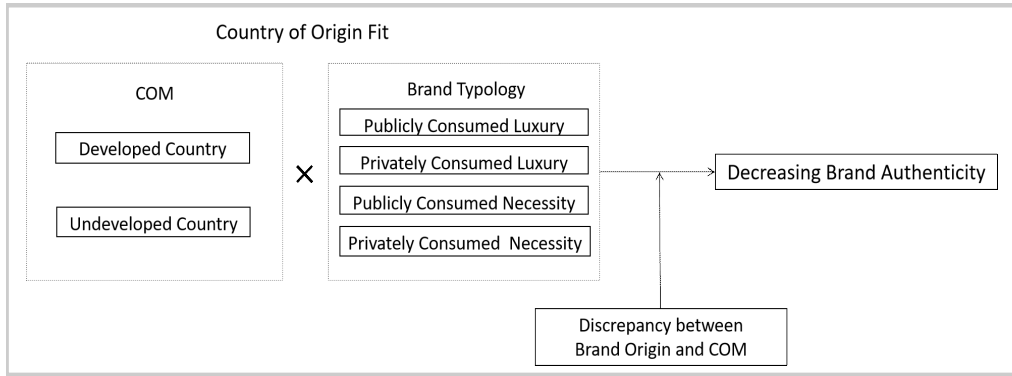 Country of Origin Fit
COM
Developed Country
Undeveloped Country
×
Brand Typology
Publicly Consumed Luxury
Privately Consumed Luxury
Publicly Consumed Necessity
Privately Consumed Necessity
Decreasing Brand Authenticity
Discrepancy between
Brand Origin and COM